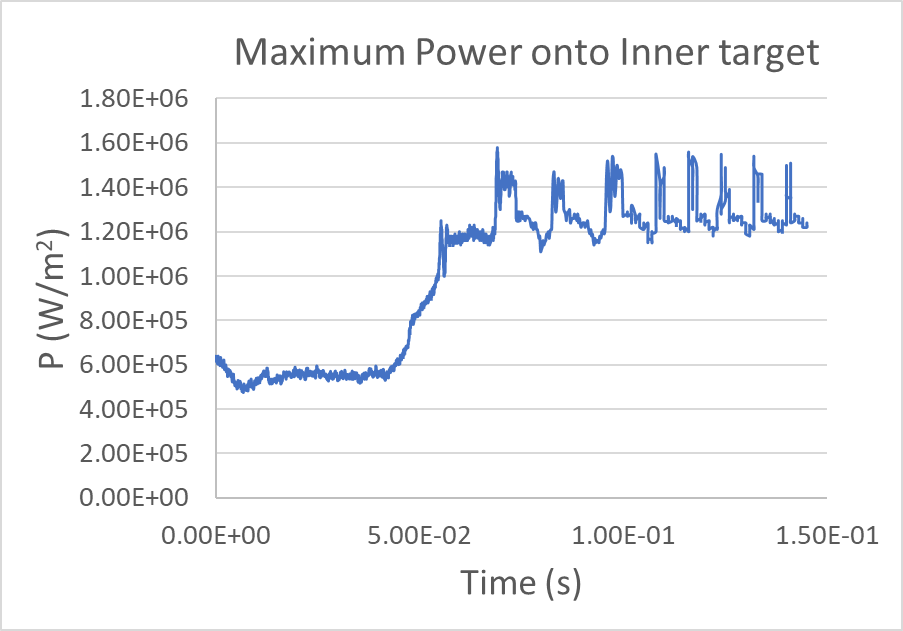 Maximum Power onto Inner target
1.80E+06
1.60E+06
1.40E+06
1.20E+06
1.00E+06
8.00E+05
6.00E+05
4.00E+05
2.00E+05
0.00E+00
P (W/m²)
0.00E+00 5.00E-02 1.00E-01 1.50E-01
Time (s)